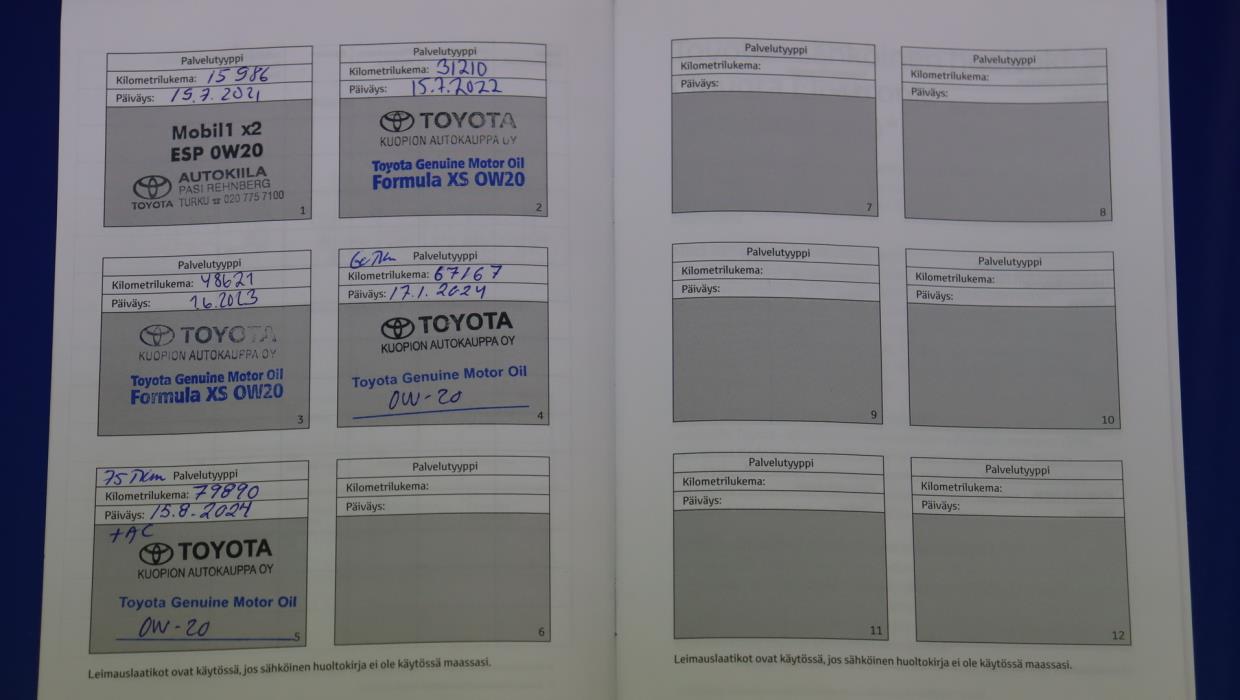 Palvelutyyppi
Kilometrilukema: 15 986
Päiväys: 15.7.2021
Mobil1 x2
ESP 0W20
AUTOKIILA
PASI REHNBERG
TOYOTA TURKU ☎ 020 775 7100
1
Palvelutyyppi
Kilometrilukema: 31210
Päiväys: 15.7.2022
TOYOTA
KUOPION AUTOKAUPPA OY
Toyota Genuine Motor Oil
Formula XS 0W20
2
Palvelutyyppi
Kilometrilukema: 48621
Päiväys: 1.6.2023
TOYOTA
KUOPION AUTOKAUPPA OY
Toyota Genuine Motor Oil
Formula XS 0W20
3
Palvelutyyppi
Kilometrilukema: 67167
Päiväys: 17.1.2024
TOYOTA
KUOPION AUTOKAUPPA OY
Toyota Genuine Motor Oil
0W-20
4
75 Tkm Palvelutyyppi
Kilometrilukema: 79890
Päiväys: 15.8.2024
+AC
TOYOTA
KUOPION AUTOKAUPPA OY
Toyota Genuine Motor Oil
0W-20
5
Palvelutyyppi
Kilometrilukema:
Päiväys:
6
Leimauslaatikot ovat käytössä, jos sähköinen huoltokirja ei ole käytössä maassasi.
Palvelutyyppi
Kilometrilukema:
Päiväys:
7
Palvelutyyppi
Kilometrilukema:
Päiväys:
8
Palvelutyyppi
Kilometrilukema:
Päiväys:
9
Palvelutyyppi
Kilometrilukema:
Päiväys:
10
Palvelutyyppi
Kilometrilukema:
Päiväys:
11
Palvelutyyppi
Kilometrilukema:
Päiväys:
12
Leimauslaatikot ovat käytössä, jos sähköinen huoltokirja ei ole käytössä maassasi.